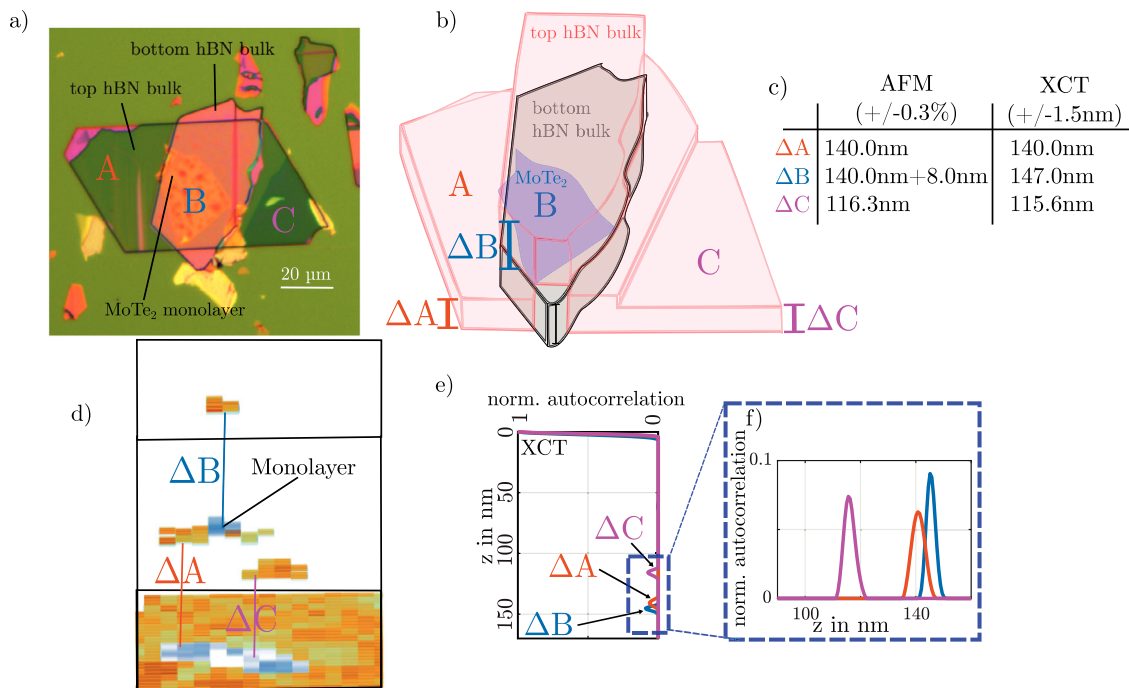 a)
bottom hBN bulk
top hBN bulk
A
B
C
20 µm
MoTe₂ monolayer
b)
top hBN bulk
bottom
hBN bulk
A
MoTe₂
B
ΔB
C
ΔA
ΔC
c)
AFM XCT
(+/-0.3%) (+/-1.5nm)
ΔA 140.0nm 140.0nm
ΔB 140.0nm+8.0nm 147.0nm
ΔC 116.3nm 115.6nm
d)
ΔB
Monolayer
ΔA
ΔC
e)
norm. autocorrelation
1 0
XCT
0
50
100
150
z in nm
ΔC
ΔA
ΔB
f)
norm. autocorrelation
0.1
0
100 140
z in nm